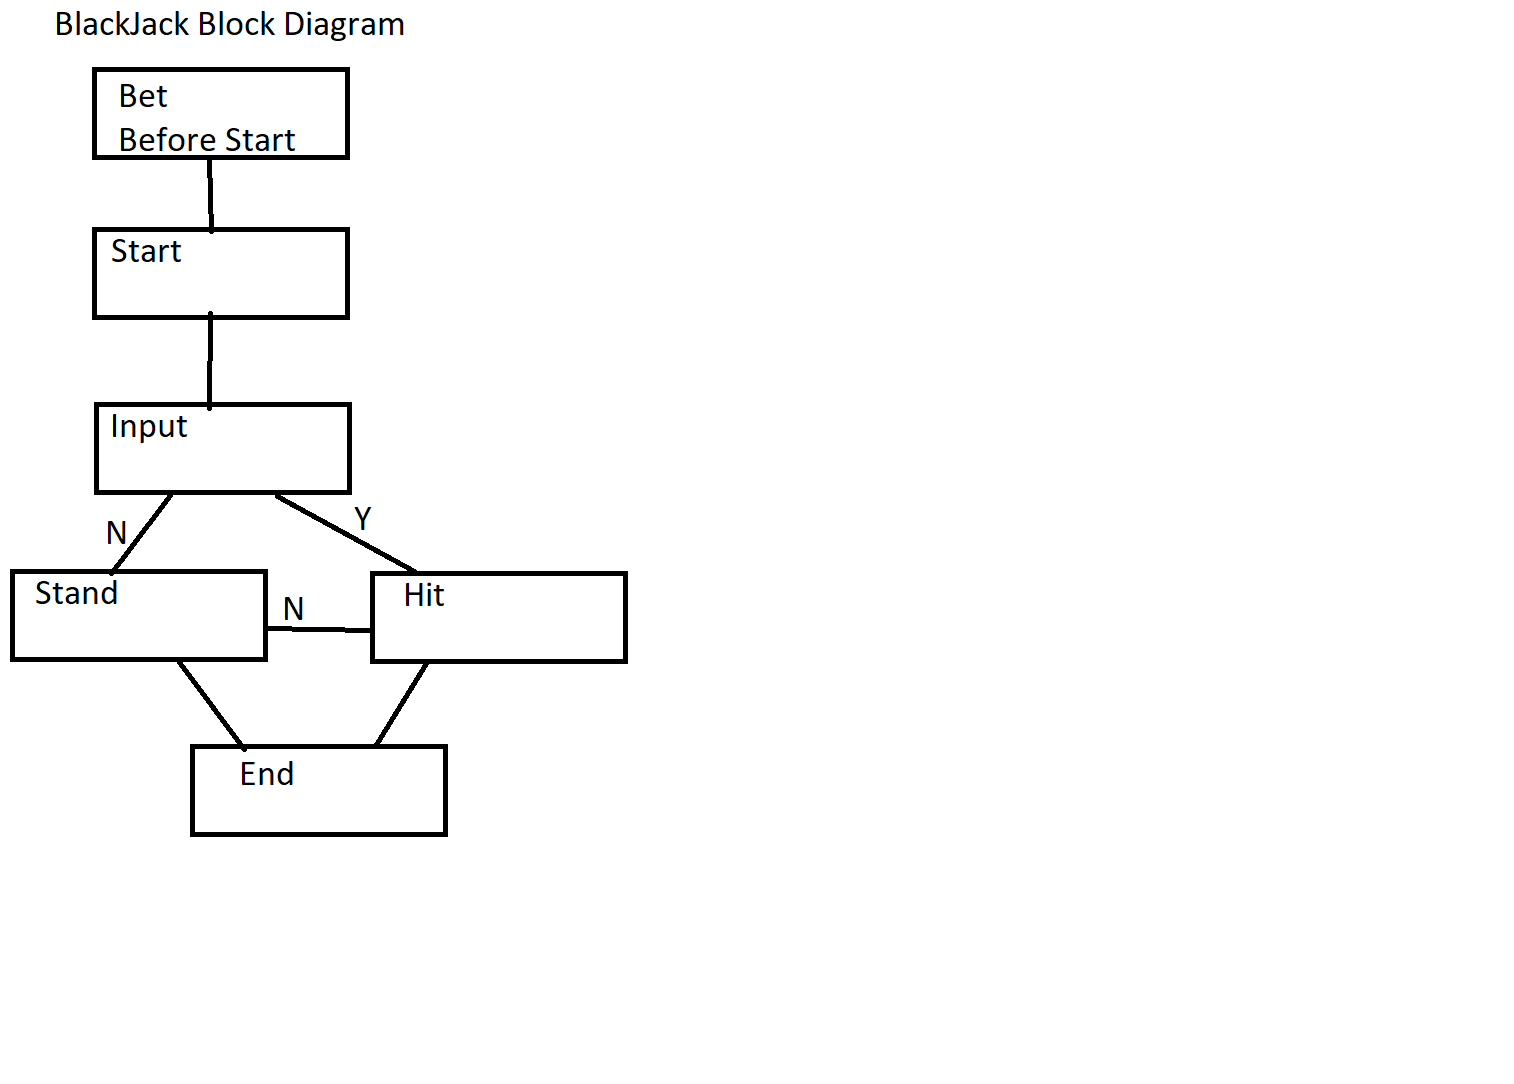 BlackJack Block Diagram
Bet
Before Start
Start
Input
N
Y
Stand
N
Hit
End